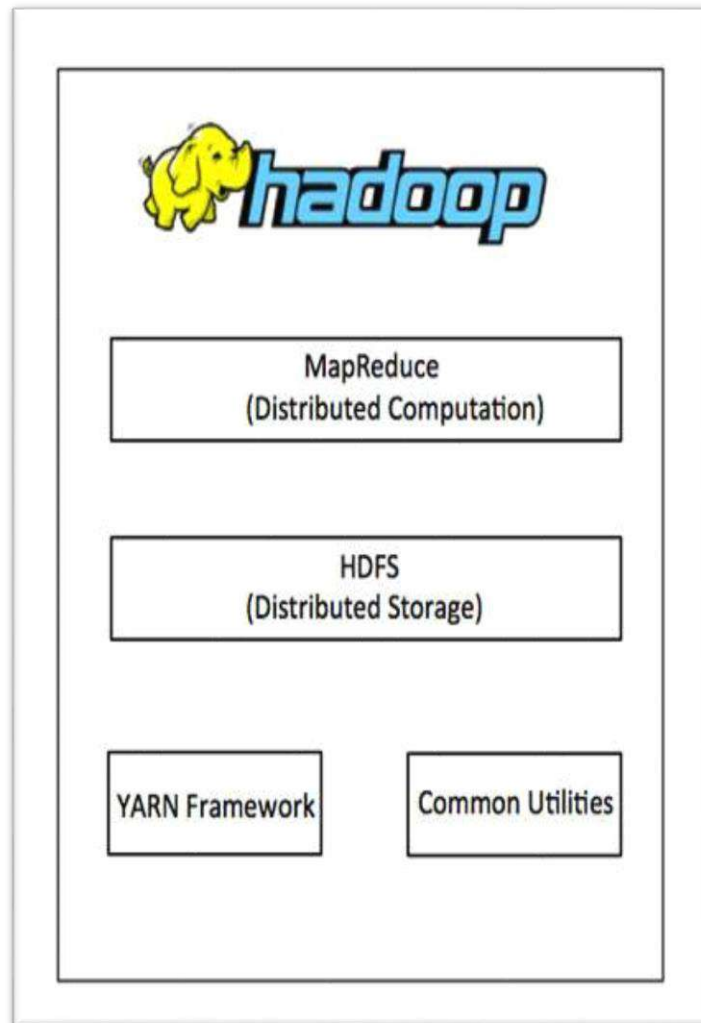 hadoop
MapReduce
(Distributed Computation)
HDFS
(Distributed Storage)
YARN Framework
Common Utilities